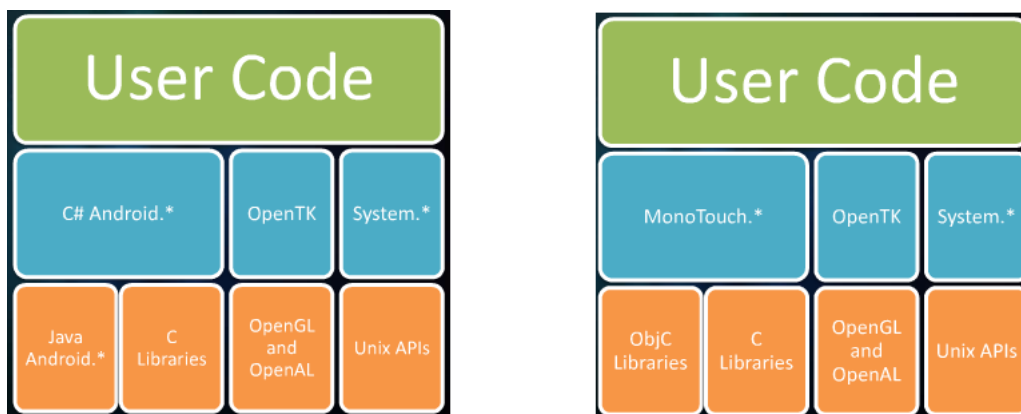 User Code
C# Android.*
OpenTK
System.*
Java
Android.*
C
Libraries
OpenGL
and
OpenAL
Unix APIs
User Code
MonoTouch.*
OpenTK
System.*
ObjC
Libraries
C
Libraries
OpenGL
and
OpenAL
Unix APIs